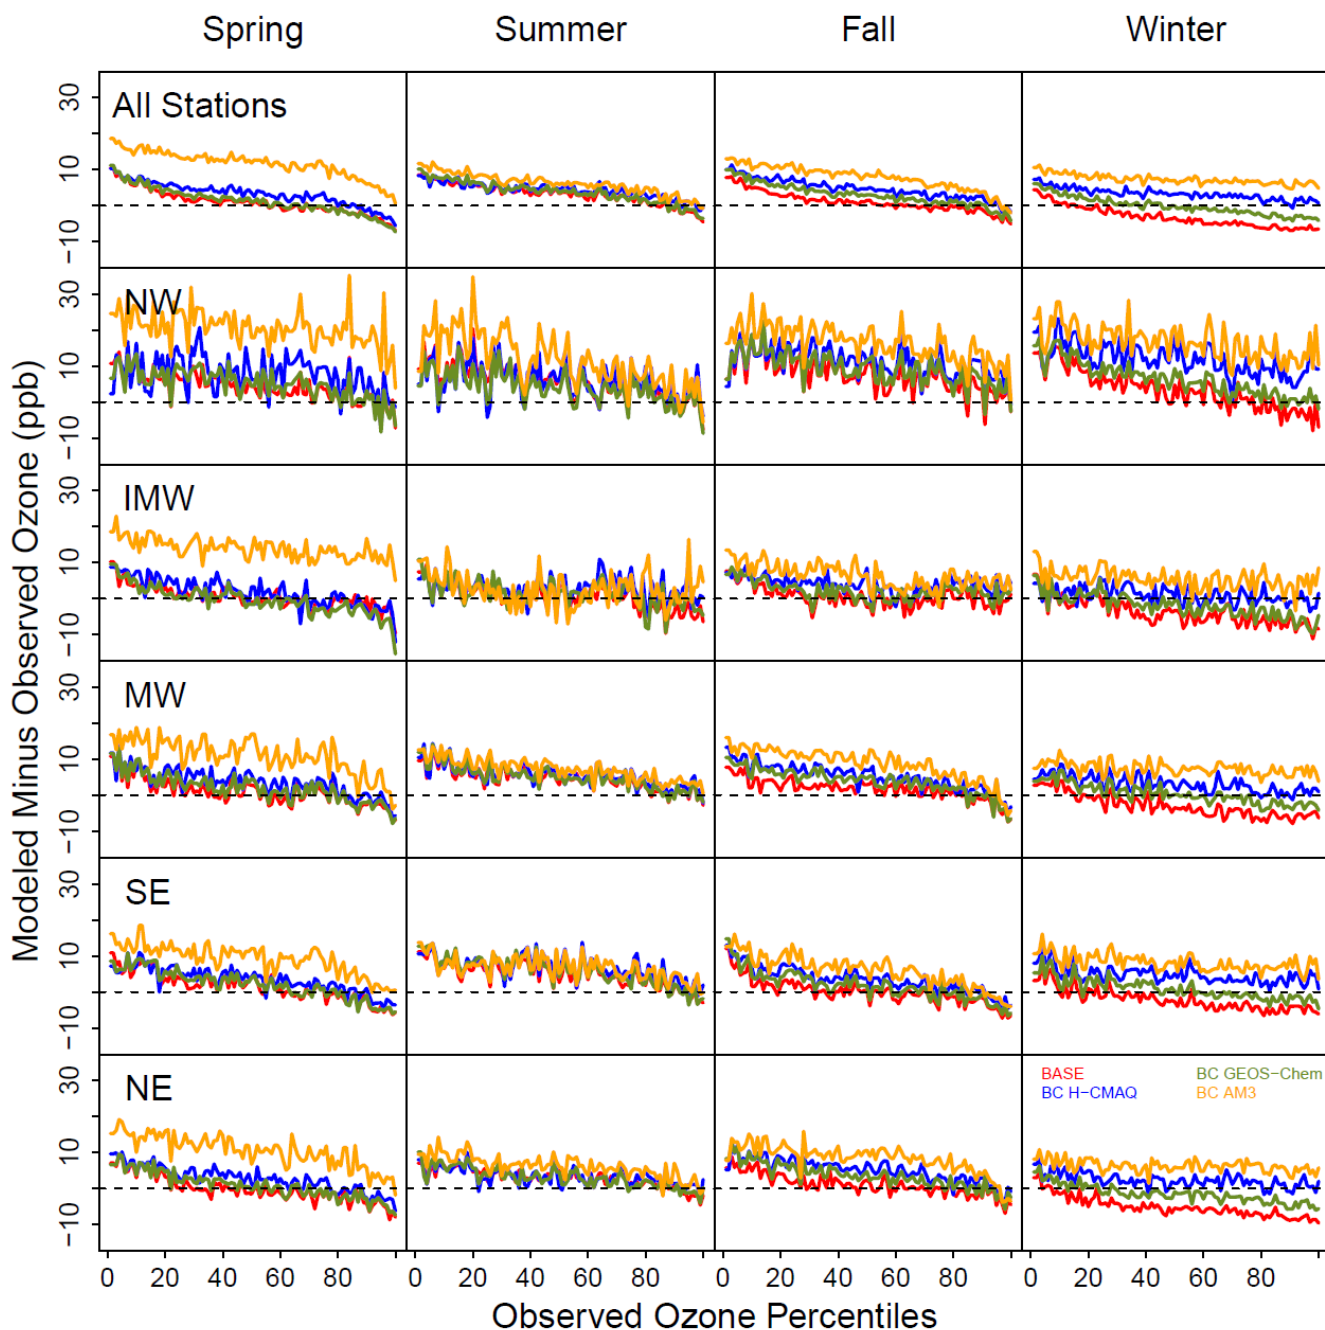 Spring Summer Fall Winter
All Stations
30
10
−10
NW
30
10
−10
IMW
30
10
−10
MW
30
10
−10
SE
30
10
−10
NE
30
10
−10
BASE BC GEOS−Chem
BC H−CMAQ BC AM3
Modeled Minus Observed Ozone (ppb)
0 20 40 60 80 0 20 40 60 80 0 20 40 60 80 0 20 40 60 80
Observed Ozone Percentiles